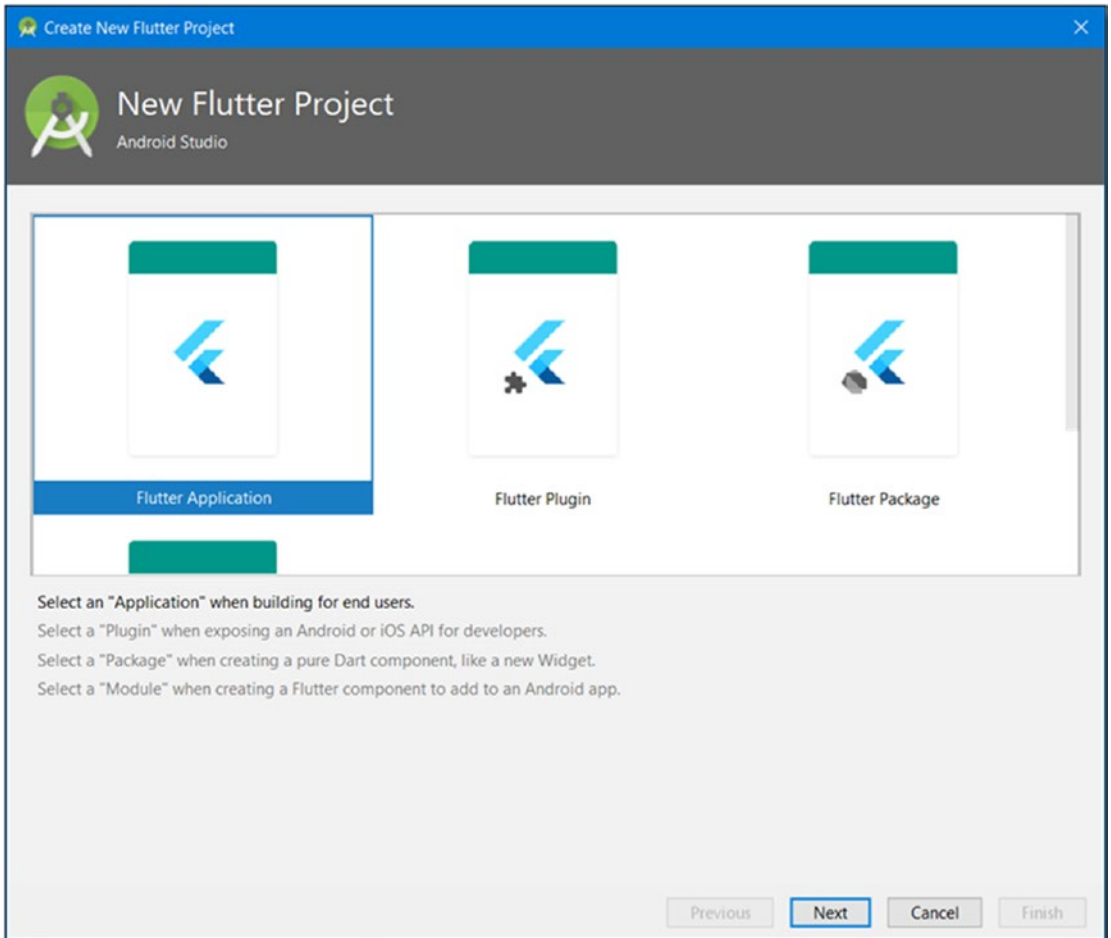 Create New Flutter Project
New Flutter Project
Android Studio
Flutter Application
Flutter Plugin
Flutter Package
Select an "Application" when building for end users.
Select a "Plugin" when exposing an Android or iOS API for developers.
Select a "Package" when creating a pure Dart component, like a new Widget.
Select a "Module" when creating a Flutter component to add to an Android app.
Previous
Next
Cancel
Finish